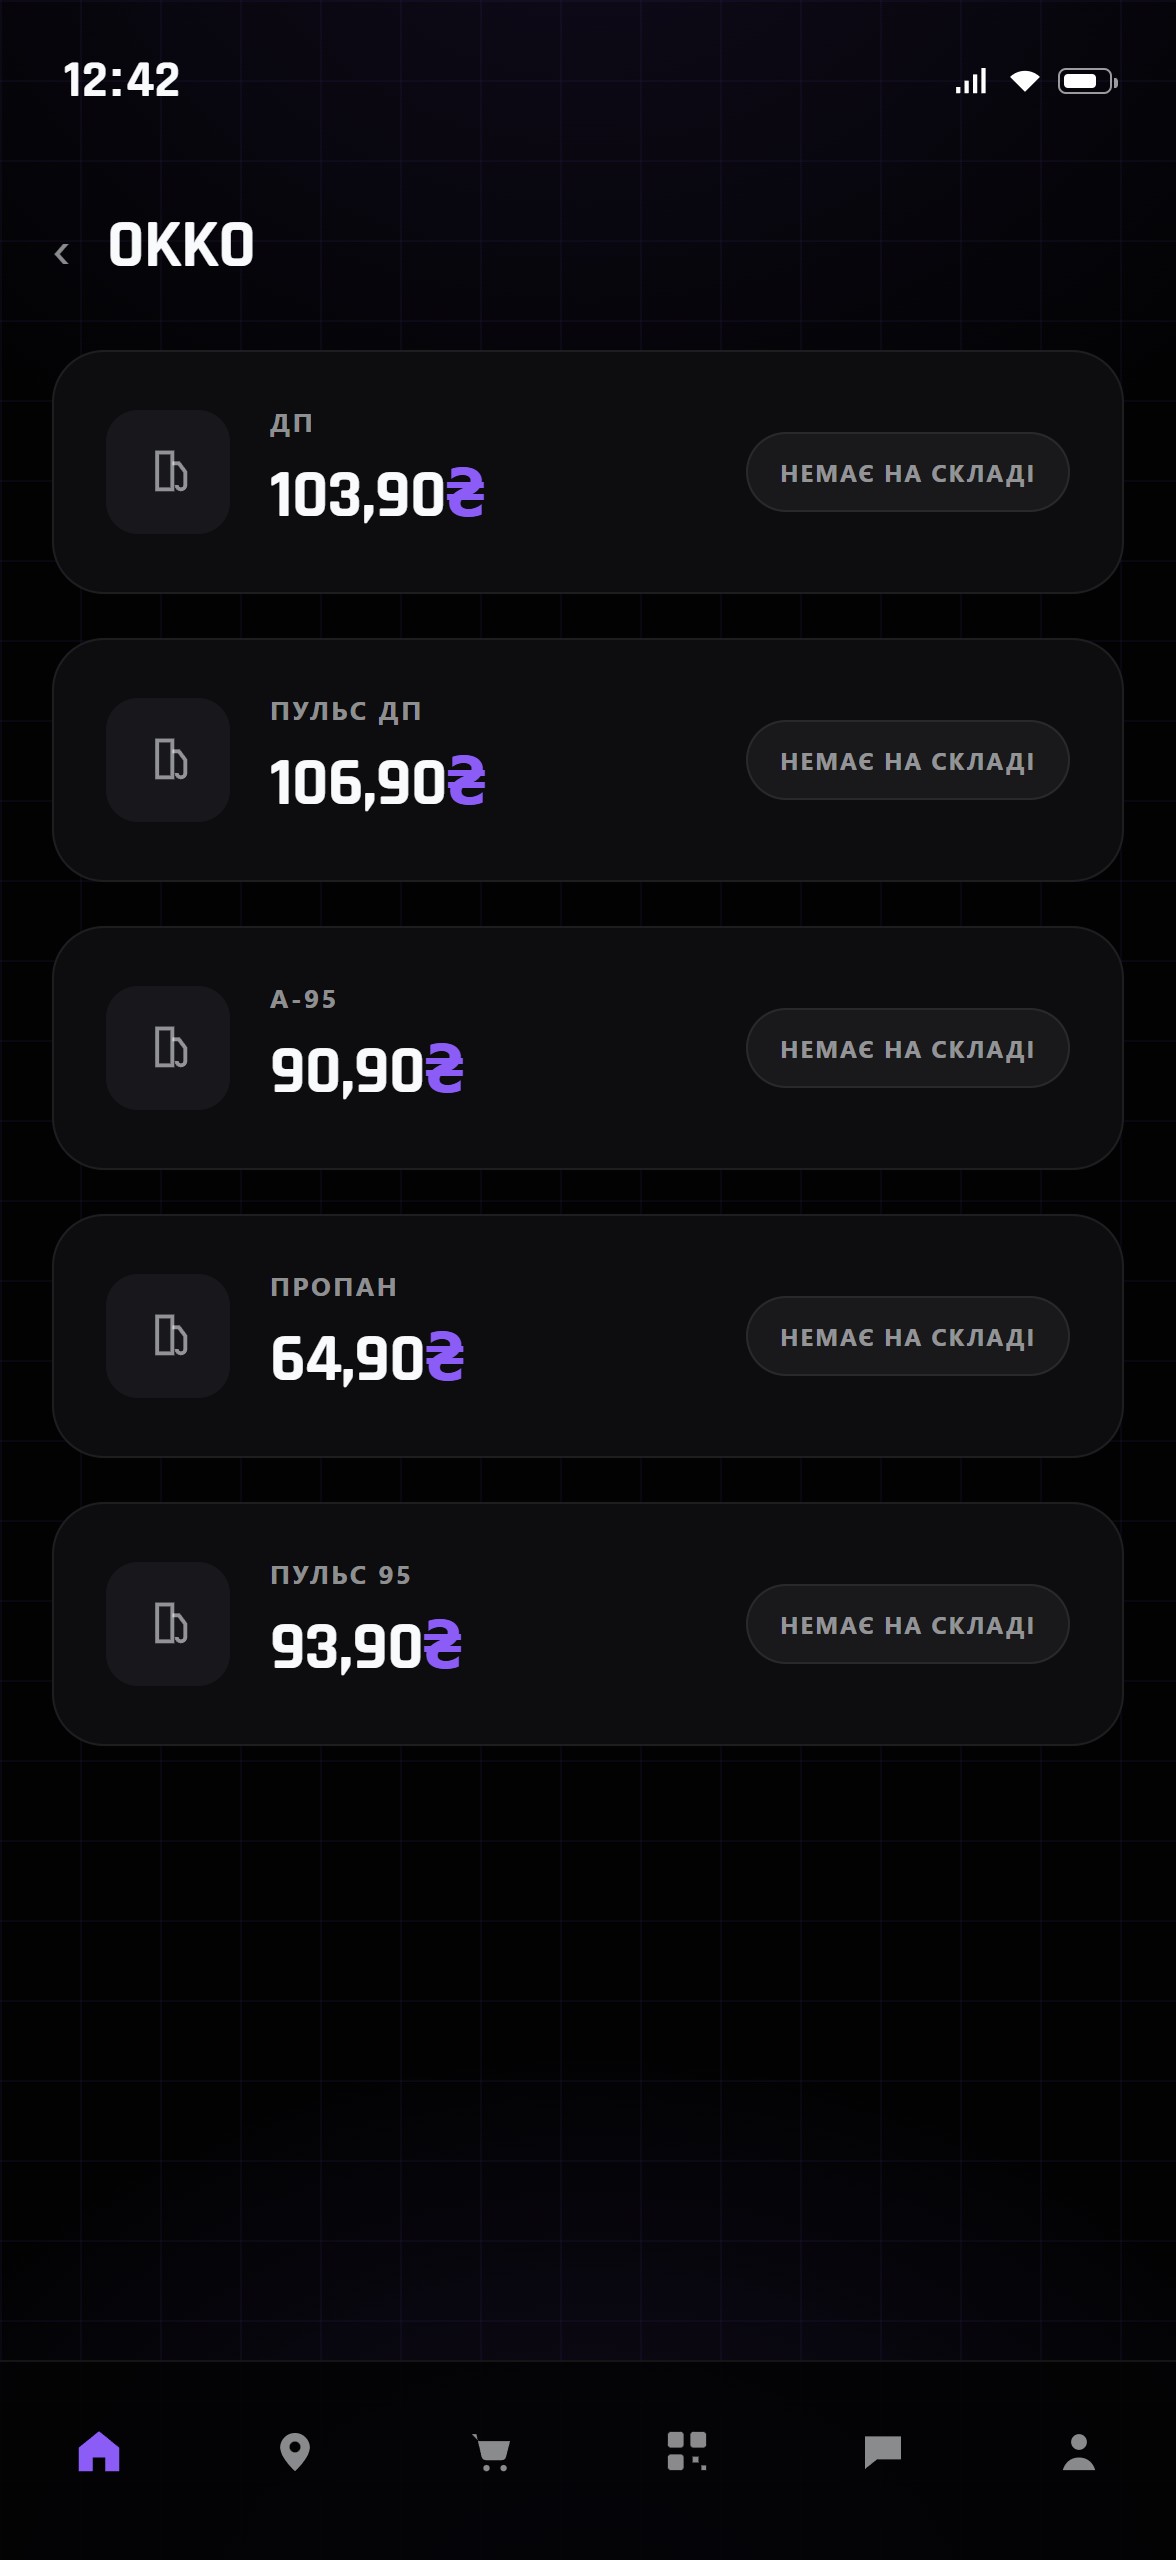 12:42
‹ OKKO
ДП
103,90₴
НЕМАЄ НА СКЛАДІ
ПУЛЬС ДП
106,90₴
НЕМАЄ НА СКЛАДІ
А-95
90,90₴
НЕМАЄ НА СКЛАДІ
ПРОПАН
64,90₴
НЕМАЄ НА СКЛАДІ
ПУЛЬС 95
93,90₴
НЕМАЄ НА СКЛАДІ